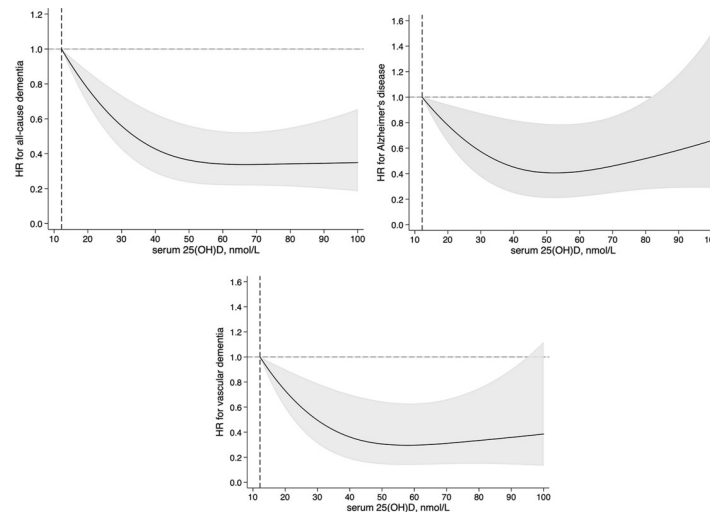 HR for all-cause dementia
1.0
0.8
0.6
0.4
0.2
0.0
10 20 30 40 50 60 70 80 90 100
serum 25(OH)D, nmol/L
HR for Alzheimer's disease
1.6
1.4
1.2
1.0
0.8
0.6
0.4
0.2
0.0
10 20 30 40 50 60 70 80 90 100
serum 25(OH)D, nmol/L
HR for vascular dementia
1.6
1.4
1.2
1.0
0.8
0.6
0.4
0.2
0.0
10 20 30 40 50 60 70 80 90 100
serum 25(OH)D, nmol/L